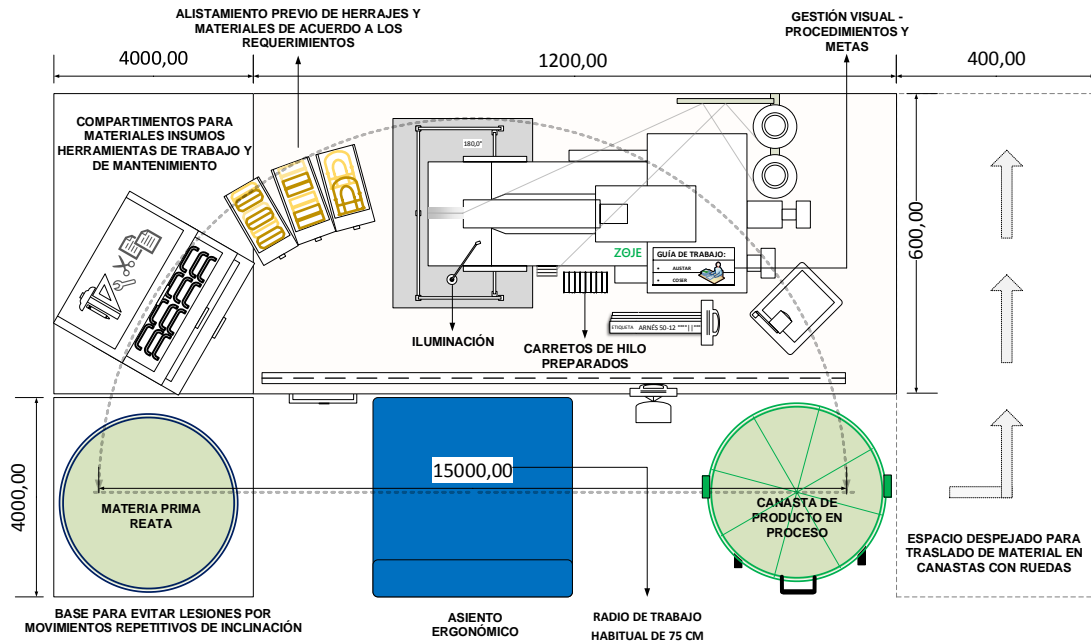 ALISTAMIENTO PREVIO DE HERRAJES Y
MATERIALES DE ACUERDO A LOS
REQUERIMIENTOS
GESTIÓN VISUAL -
PROCEDIMIENTOS Y
METAS
4000,00
1200,00
400,00
COMPARTIMENTOS PARA
MATERIALES INSUMOS
HERRAMIENTAS DE TRABAJO Y
DE MANTENIMIENTO
180,0°
600,00
ZOJE
GUÍA DE TRABAJO:
• ALISTAR
• COSER
ILUMINACIÓN
ETIQUETA ARNÉS 50-12
CARRETOS DE HILO
PREPARADOS
4000,00
15000,00
MATERIA PRIMA
REATA
CANASTA DE
PRODUCTO EN
PROCESO
ESPACIO DESPEJADO PARA
TRASLADO DE MATERIAL EN
CANASTAS CON RUEDAS
BASE PARA EVITAR LESIONES POR
MOVIMIENTOS REPETITIVOS DE INCLINACIÓN
ASIENTO
ERGONÓMICO
RADIO DE TRABAJO
HABITUAL DE 75 CM